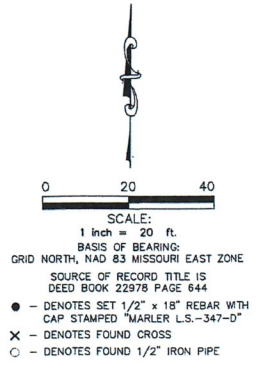 0 20 40
SCALE:
1 inch = 20 ft.
BASIS OF BEARING:
GRID NORTH, NAD 83 MISSOURI EAST ZONE
SOURCE OF RECORD TITLE IS
DEED BOOK 22978 PAGE 644
● – DENOTES SET 1/2" x 18" REBAR WITH
CAP STAMPED "MARLER L.S.-347-D"
X – DENOTES FOUND CROSS
○ – DENOTES FOUND 1/2" IRON PIPE